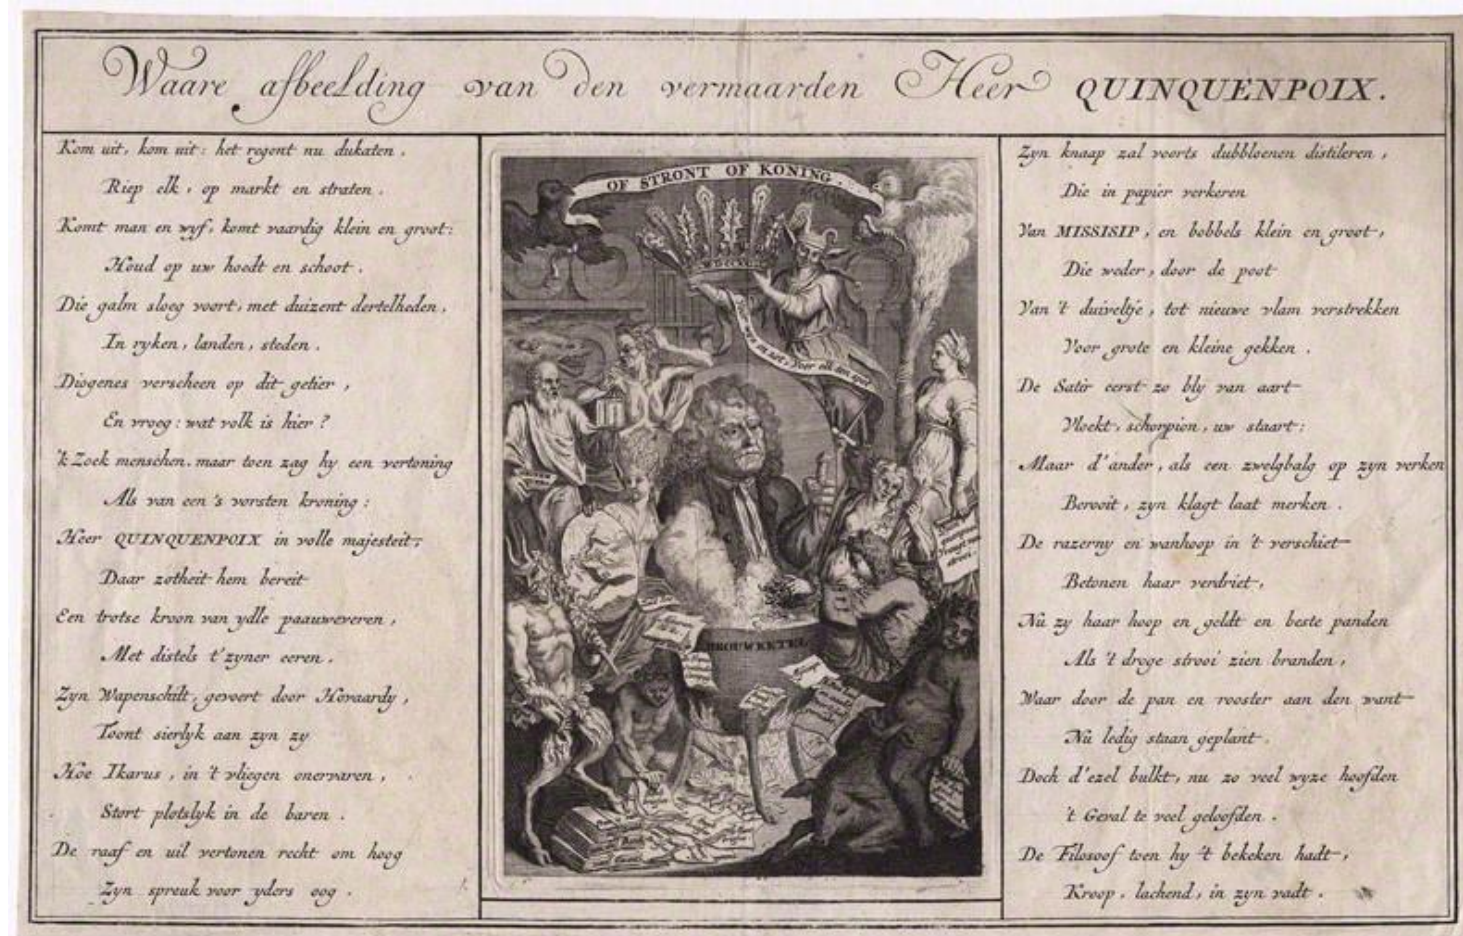 Waare afbeelding van den vermaarden Heer QUINQUENPOIX.
Kom uit, kom uit: het regent nu dukaten,
Riep elk, op markt en straten.
Komt man en wyf, komt vaardig klein en groot:
Houd op uw hoedt en schoot.
Die galm sloeg voort, met duizent dertelheden,
In ryken, landen, steden.
Diogenes verscheen op dit getier,
En vroeg: wat volk is hier?
'k Zoek menschen. maar toen zag hy een vertoning
Als van een 's vorsten kroning:
Heer QUINQUENPOIX in volle majesteit;
Daar zotheit hem bereit
Een trotse kroon van ydle paauweveren,
Met distels t'zyner eeren.
Zyn Wapenschilt, gevoert door Hovaardy,
Toont sierlyk aan zyn zy
Hoe Ikarus, in 't vliegen onervaren,
Stort plotslyk in de baren.
De raaf en uil vertonen recht om hoog
Zyn spreuk voor yders oog.
OF STRONT OF KONING.
voor elk den spot
BROUWKETEL
Zyn knaap zal voorts dubbloenen distileren,
Die in papier verkeren
Van MISSISIP, en bobbels klein en groot,
Die weder, door de poot
Van 't duiveltje, tot nieuwe vlam verstrekken
Voor grote en kleine gekken.
De Satir eerst zo bly van aart
Vloekt, schorpion, uw staart:
Maar d'ander, als een zwelgbalg op zyn verken
Berooit, zyn klagt laat merken.
De razerny en wanhoop in 't verschiet
Betonen haar verdriet,
Nu zy haar hoop en geldt en beste panden
Als 't droge strooi zien branden,
Waar door de pan en rooster aan den want
Nu ledig staan geplant.
Doch d'ezel bulkt, nu zo veel wyze hoofden
't Geval te veel geloofden.
De Filosoof toen hy 't bekeken hadt,
Kroop, lachend, in zyn vadt.